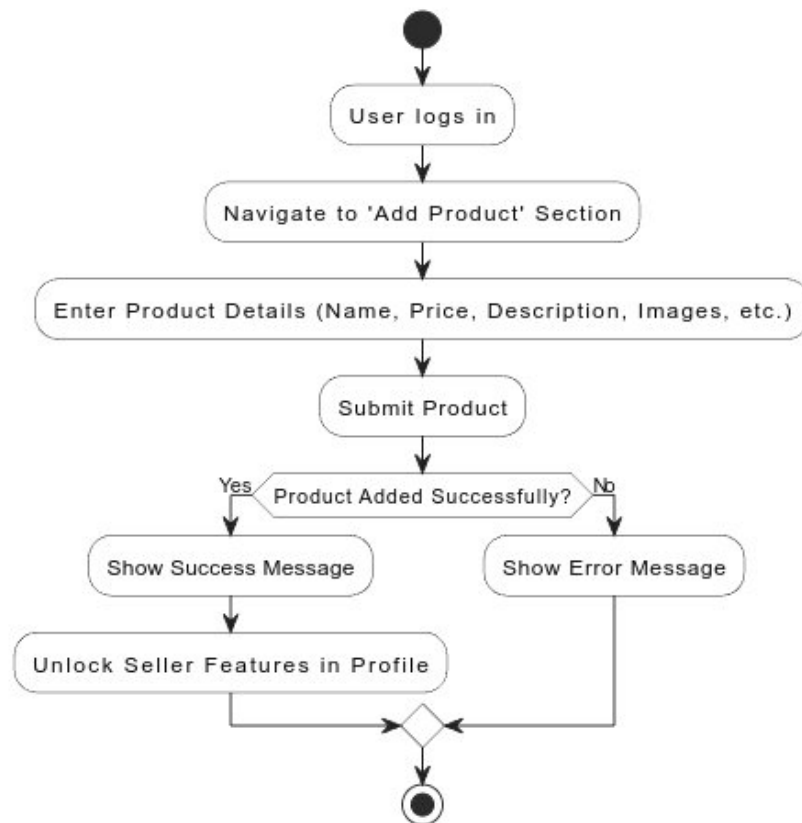 User logs in
Navigate to 'Add Product' Section
Enter Product Details (Name, Price, Description, Images, etc.)
Submit Product
Yes
Product Added Successfully?
No
Show Success Message
Show Error Message
Unlock Seller Features in Profile